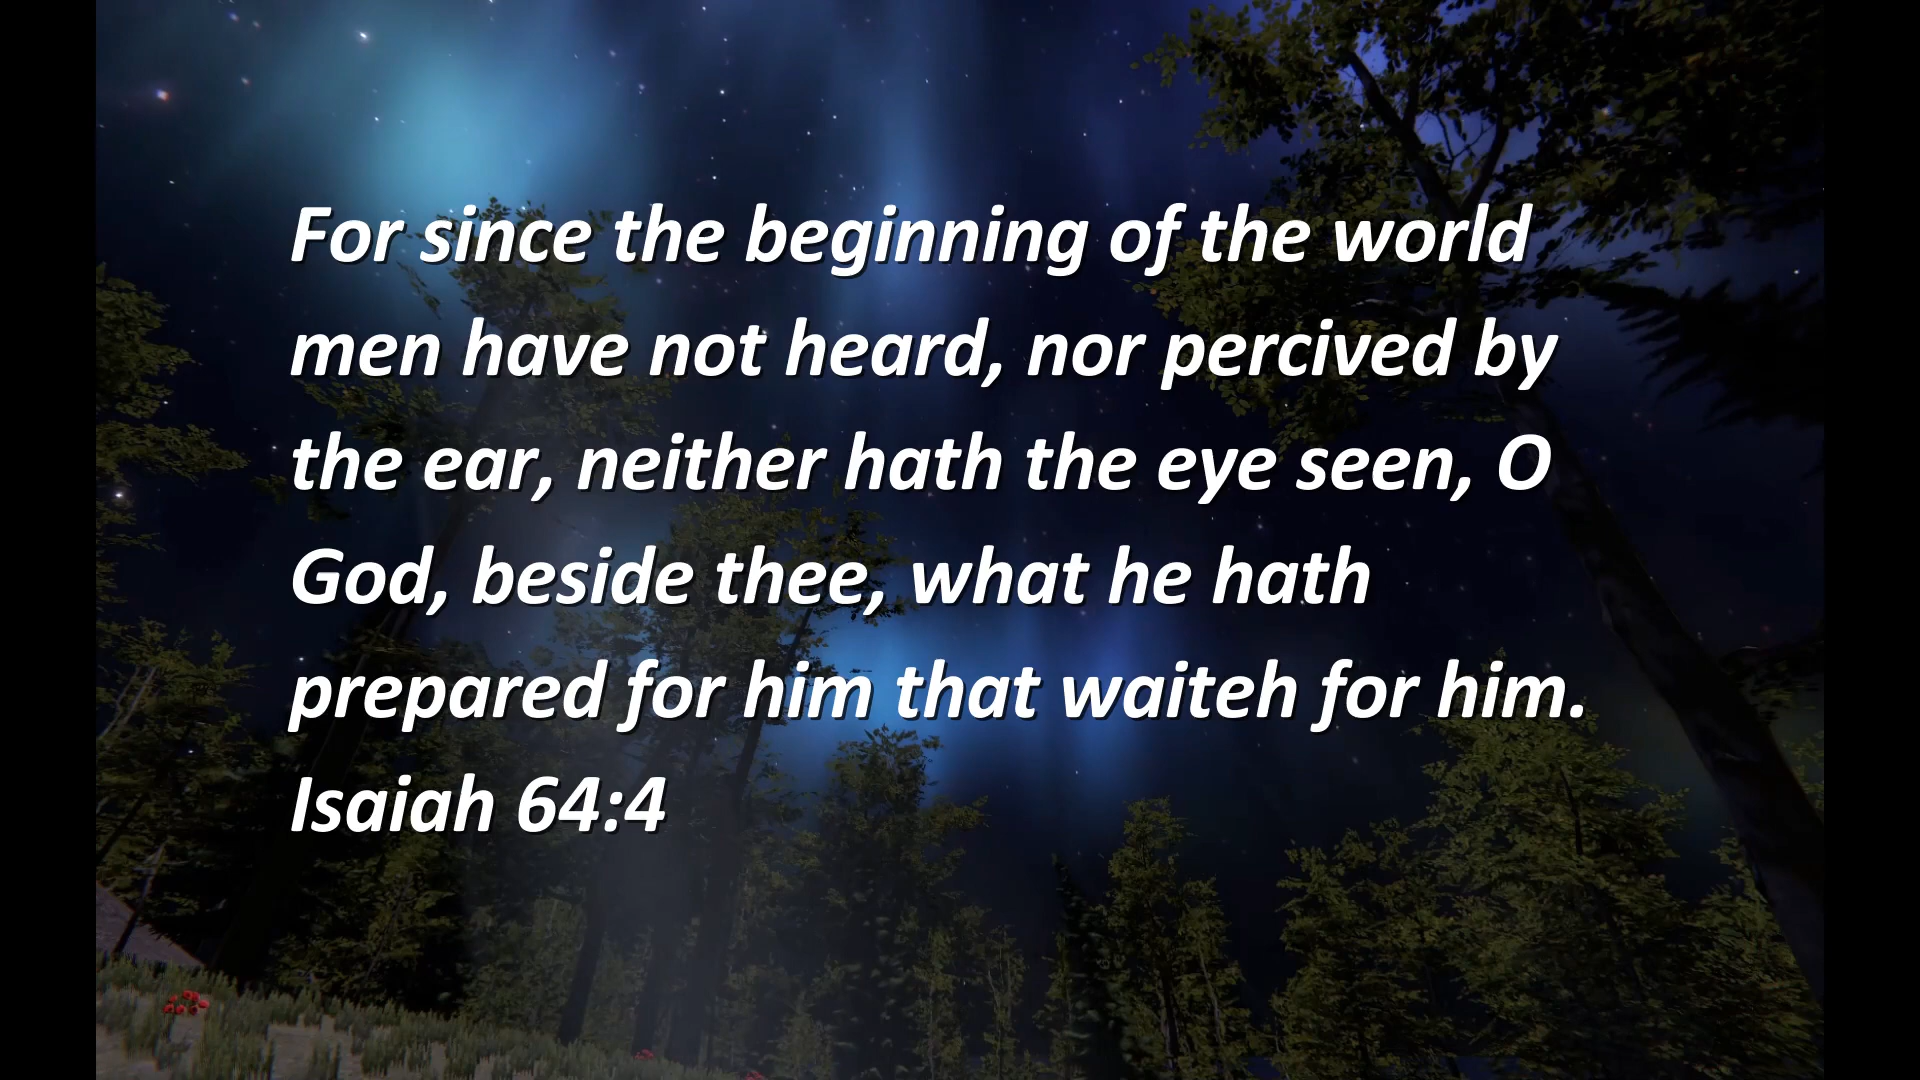 For since the beginning of the world
men have not heard, nor percived by
the ear, neither hath the eye seen, O
God, beside thee, what he hath
prepared for him that waiteh for him.
Isaiah 64:4